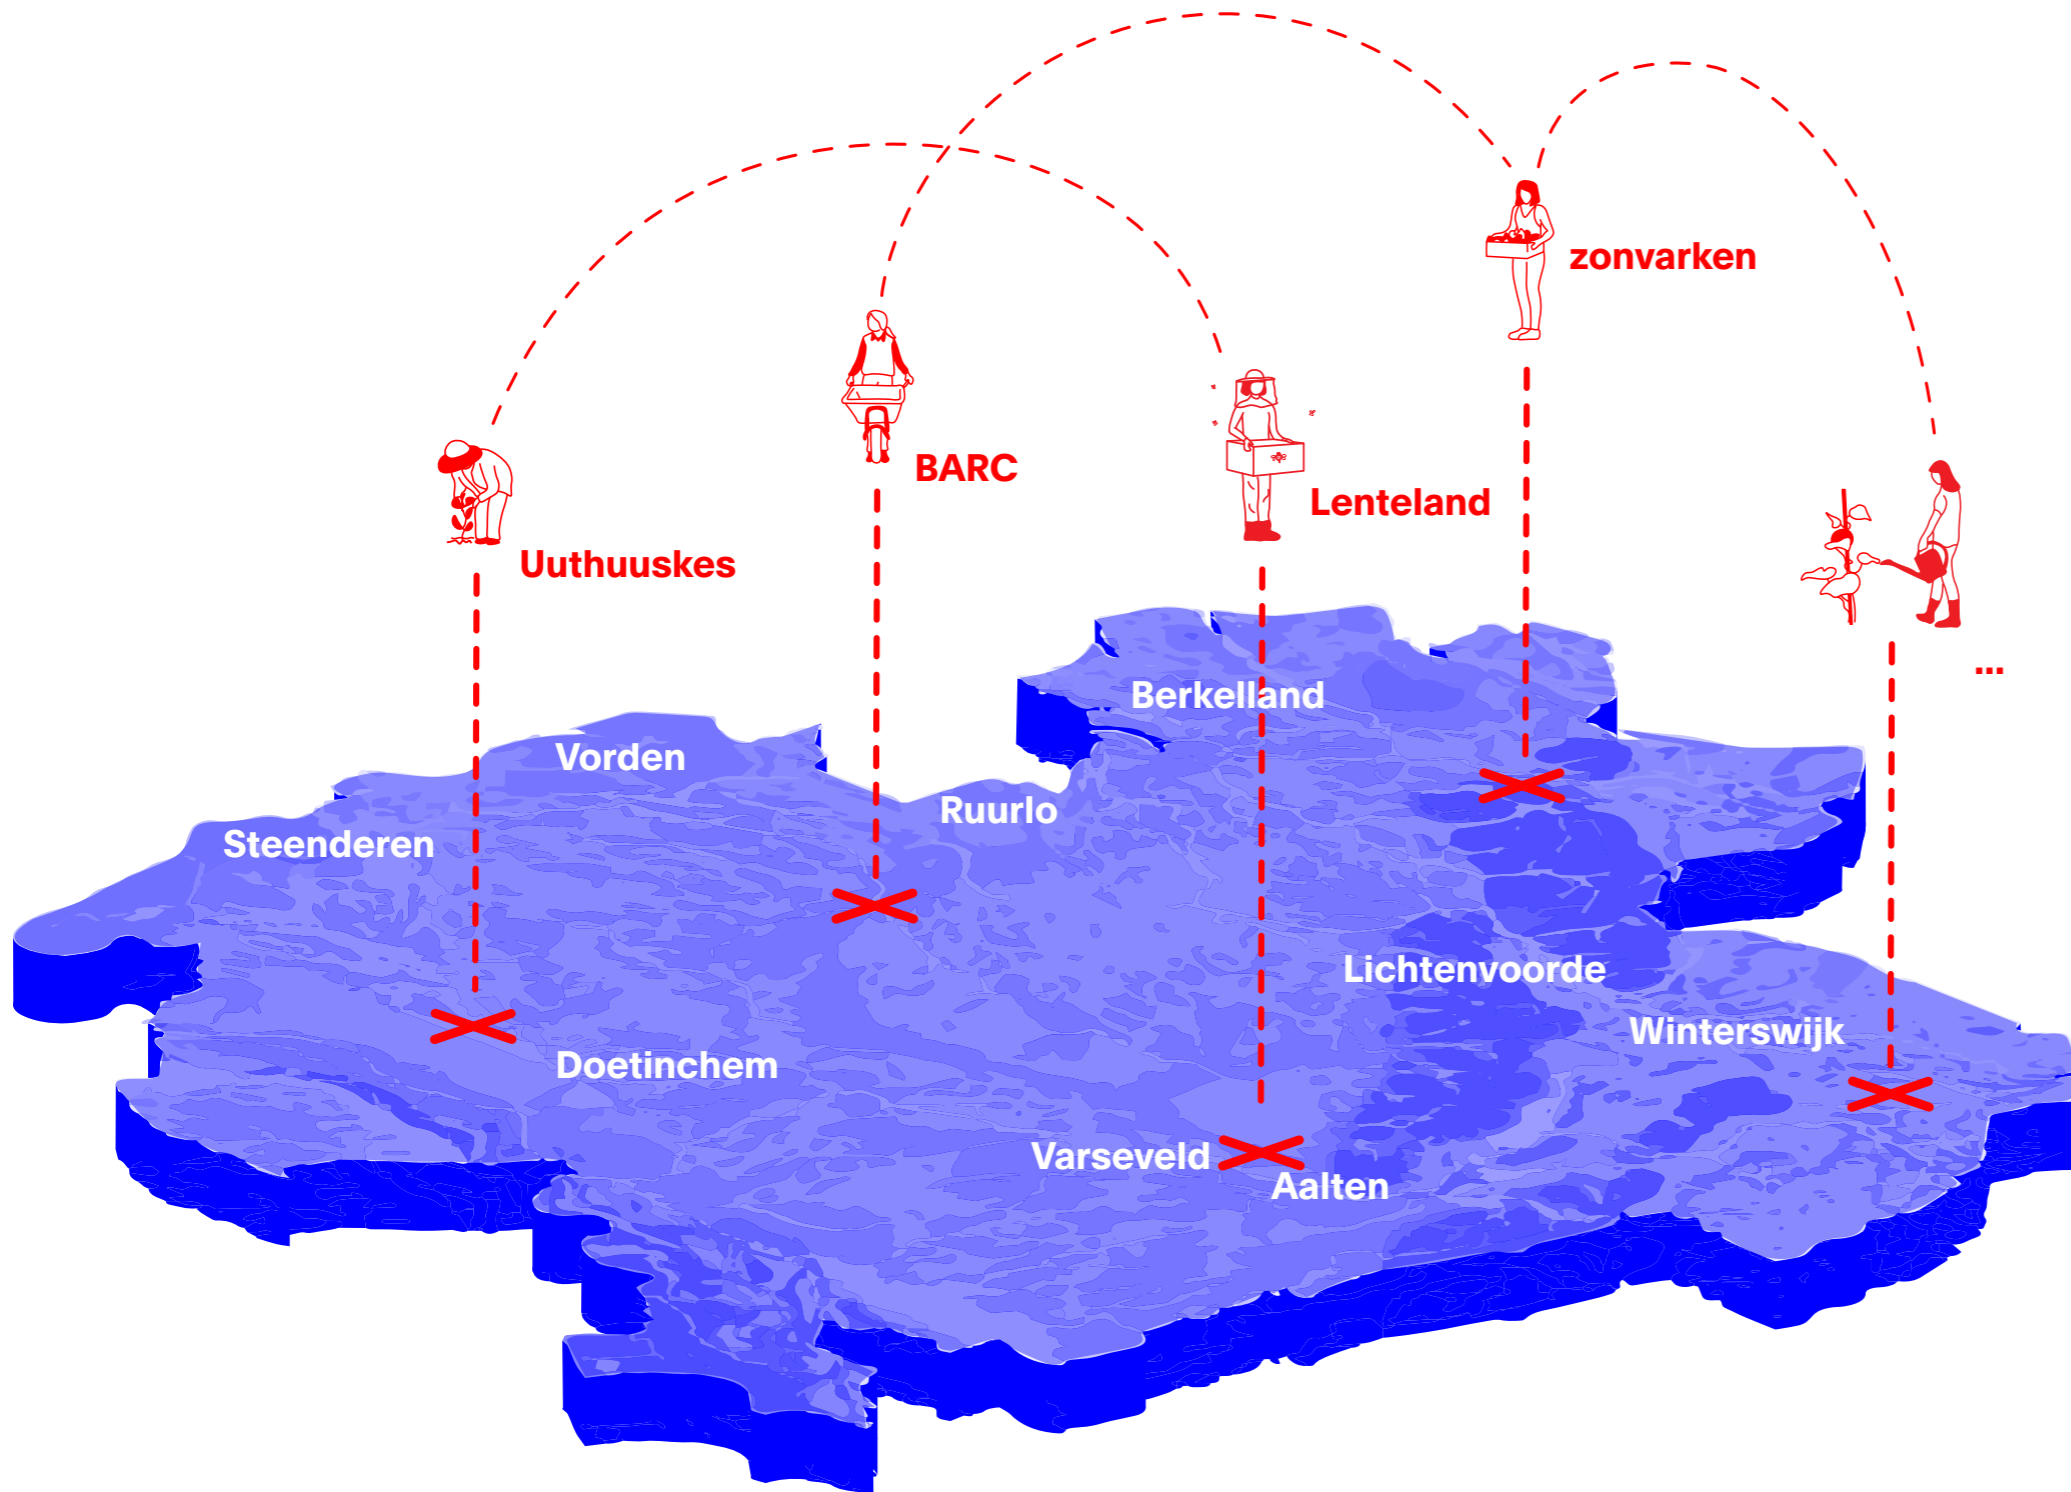 zonvarken
BARC
Lenteland
Uuthuuskes
...
Berkelland
Vorden
Ruurlo
Steenderen
Lichtenvoorde
Winterswijk
Doetinchem
Varseveld
Aalten